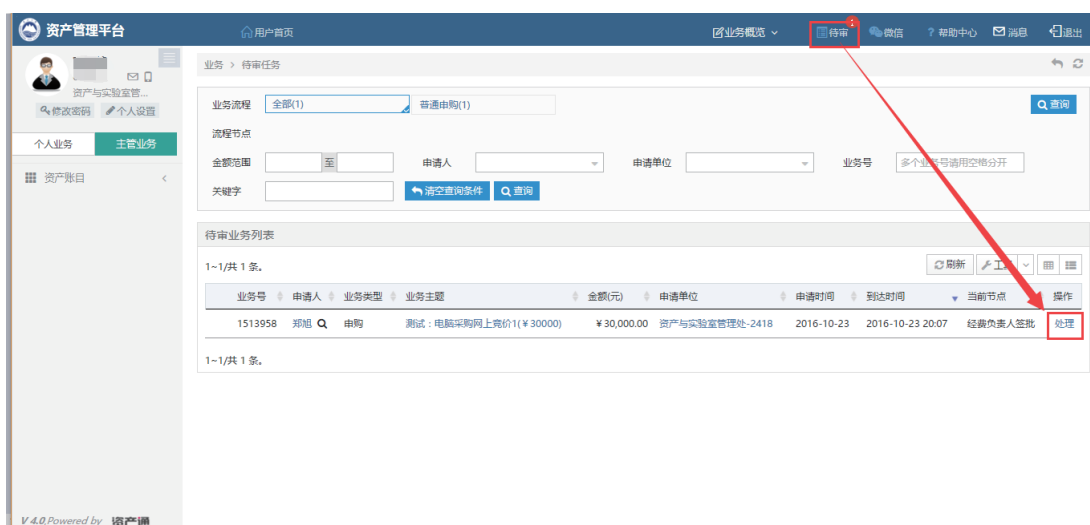 资产管理平台 用户首页 业务概览 待审 1 微信 ? 帮助中心 消息 退出
业务 > 待审任务
资产与实验室管...
修改密码 个人设置
个人业务 主管业务
资产账目
业务流程 全部(1) 普通申购(1) 查询
流程节点
金额范围 至 申请人 申请单位 业务号 多个业务号请用空格分开
关键字 清空查询条件 查询
待审业务列表
1~1/共 1 条。 刷新
业务号 申请人 业务类型 业务主题 金额(元) 申请单位 申请时间 到达时间 当前节点 操作
1513958 郑旭 申购 测试：电脑采购网上竞价1(¥30000) ¥30,000.00 资产与实验室管理处-2418 2016-10-23 2016-10-23 20:07 经费负责人签批 处理
1~1/共 1 条。
V 4.0,Powered by 资产通